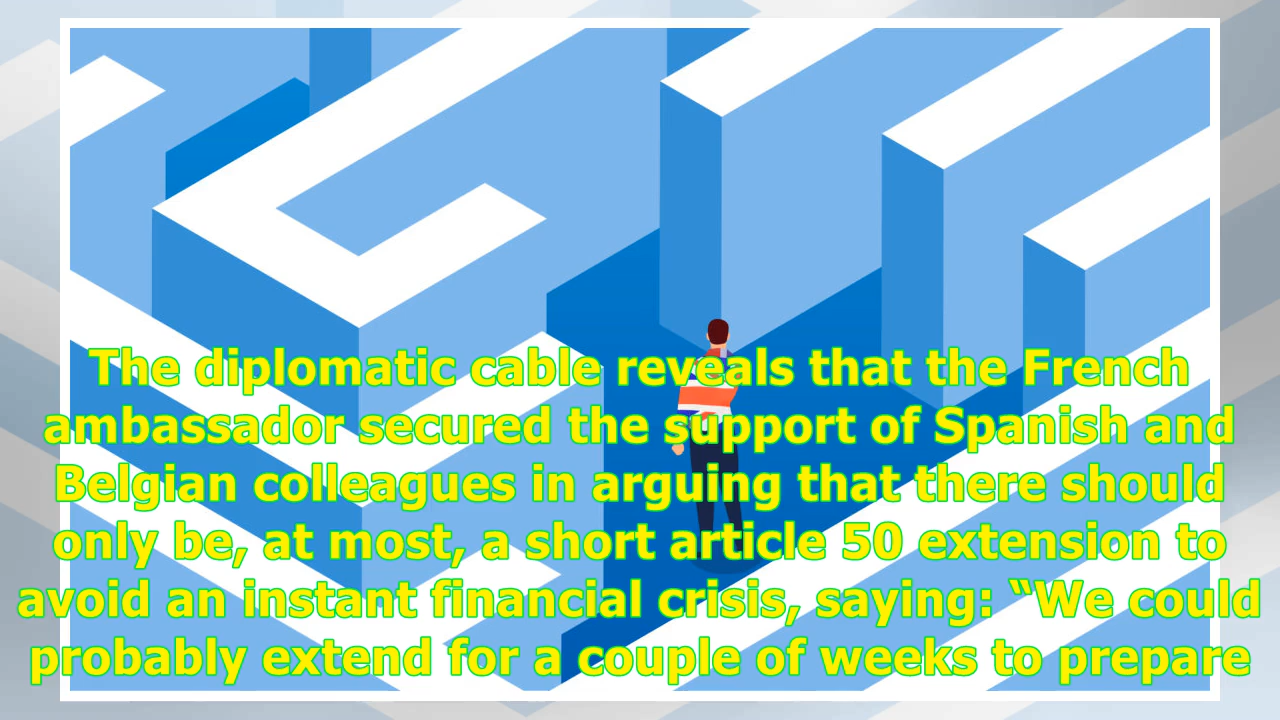 The diplomatic cable reveals that the French
ambassador secured the support of Spanish and
Belgian colleagues in arguing that there should
only be, at most, a short article 50 extension to
avoid an instant financial crisis, saying: “We could
probably extend for a couple of weeks to prepare